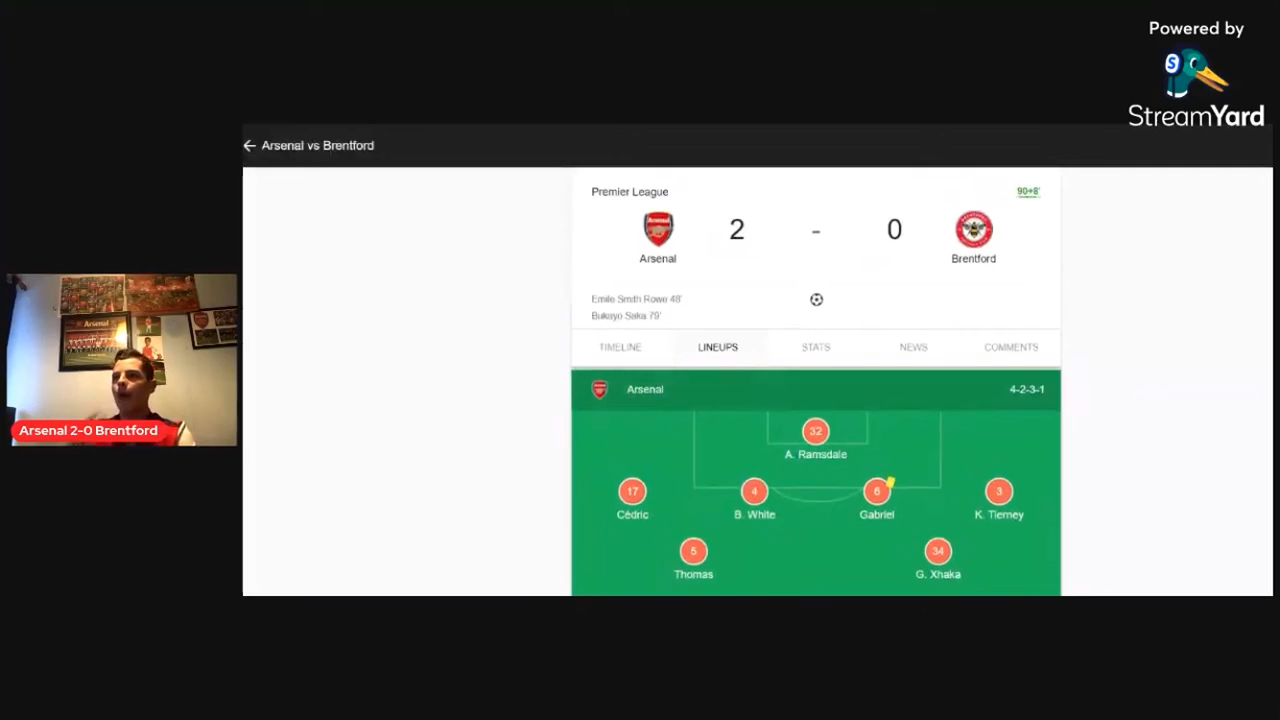 Powered by
StreamYard
Arsenal vs Brentford
Premier League
90+8'
Arsenal
2 - 0
Brentford
Emile Smith Rowe 48'
Bukayo Saka 79'
TIMELINE
LINEUPS
STATS
NEWS
COMMENTS
Arsenal
4-2-3-1
32
A. Ramsdale
17
Cédric
4
B. White
6
Gabriel
3
K. Tierney
5
Thomas
34
G. Xhaka
Arsenal
Arsenal 2-0 Brentford